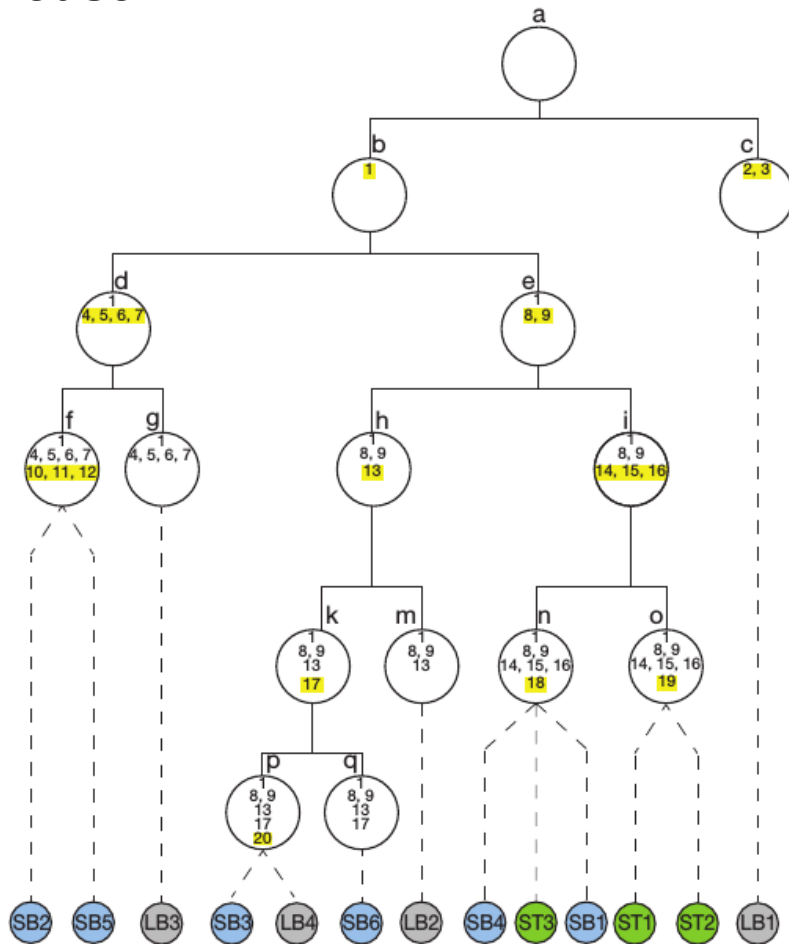 a
b
c
1
2, 3
d
e
1
4, 5, 6, 7
1
8, 9
f
g
h
i
1
4, 5, 6, 7
10, 11, 12
1
4, 5, 6, 7
1
8, 9
13
1
8, 9
14, 15, 16
k
m
n
o
1
8, 9
13
17
1
8, 9
13
1
8, 9
14, 15, 16
18
1
8, 9
14, 15, 16
19
p
q
1
8, 9
13
17
20
1
8, 9
13
17
SB2 SB5 LB3 SB3 LB4 SB6 LB2 SB4 ST3 SB1 ST1 ST2 LB1